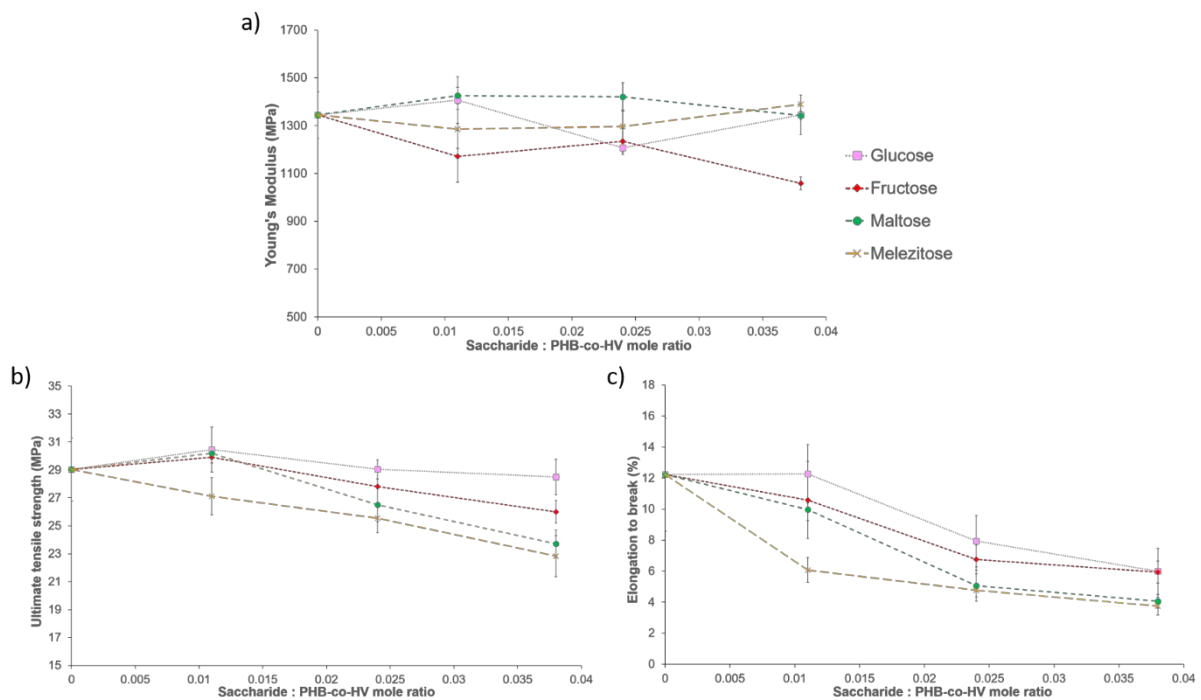 a)
Young's Modulus (MPa)
1700
1500
1300
1100
900
700
500
0 0.005 0.01 0.015 0.02 0.025 0.03 0.035 0.04
Saccharide : PHB-co-HV mole ratio
Glucose
Fructose
Maltose
Melezitose
b)
Ultimate tensile strength (MPa)
35
33
31
29
27
25
23
21
19
17
15
0 0.005 0.01 0.015 0.02 0.025 0.03 0.035 0.04
Saccharide : PHB-co-HV mole ratio
c)
Elongation to break (%)
18
16
14
12
10
8
6
4
2
0
0 0.005 0.01 0.015 0.02 0.025 0.03 0.035 0.04
Saccharide : PHB-co-HV mole ratio